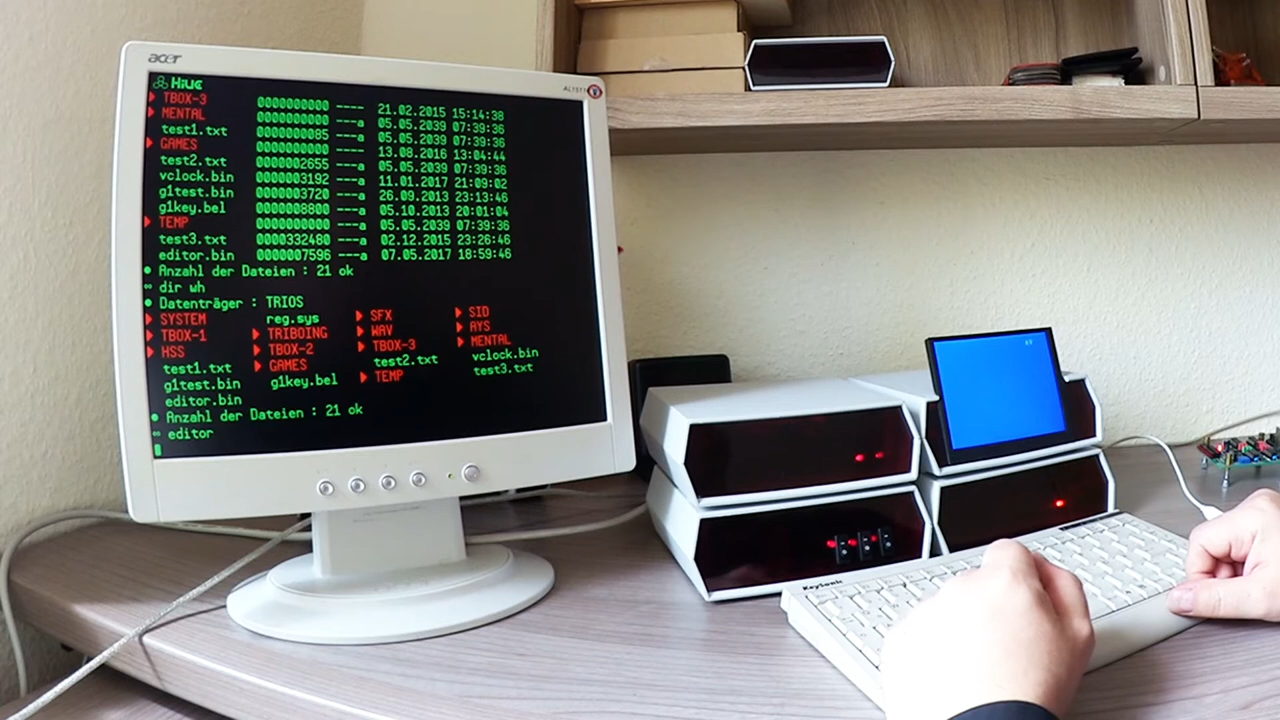 acer
AL1511
Hive
TBOX-3 0000000000 ---- 21.02.2015 15:14:38
MENTAL 0000000000 ---a 05.05.2039 07:39:36
test1.txt 0000000085 ---a 05.05.2039 07:39:36
GAMES 0000000000 ---- 13.08.2016 13:04:44
test2.txt 0000002655 ---a 05.05.2039 07:39:36
vclock.bin 0000003192 ---a 11.01.2017 21:09:02
g1test.bin 0000003720 ---a 26.09.2013 23:13:46
g1key.bel 0000008800 ---a 05.10.2013 20:01:04
TEMP 0000000000 ---a 05.05.2039 07:39:36
test3.txt 0000332480 ---a 02.12.2015 23:26:46
editor.bin 0000007596 ---a 07.05.2017 18:59:46
Anzahl der Dateien : 21 ok
dir wh
Datenträger : TRIOS
SYSTEM reg.sys SFX SID
TBOX-1 TRIBOING WAV AYS
HSS TBOX-2 TBOX-3 MENTAL
test1.txt GAMES test2.txt vclock.bin
g1test.bin g1key.bel TEMP test3.txt
editor.bin
Anzahl der Dateien : 21 ok
editor
KeySonic